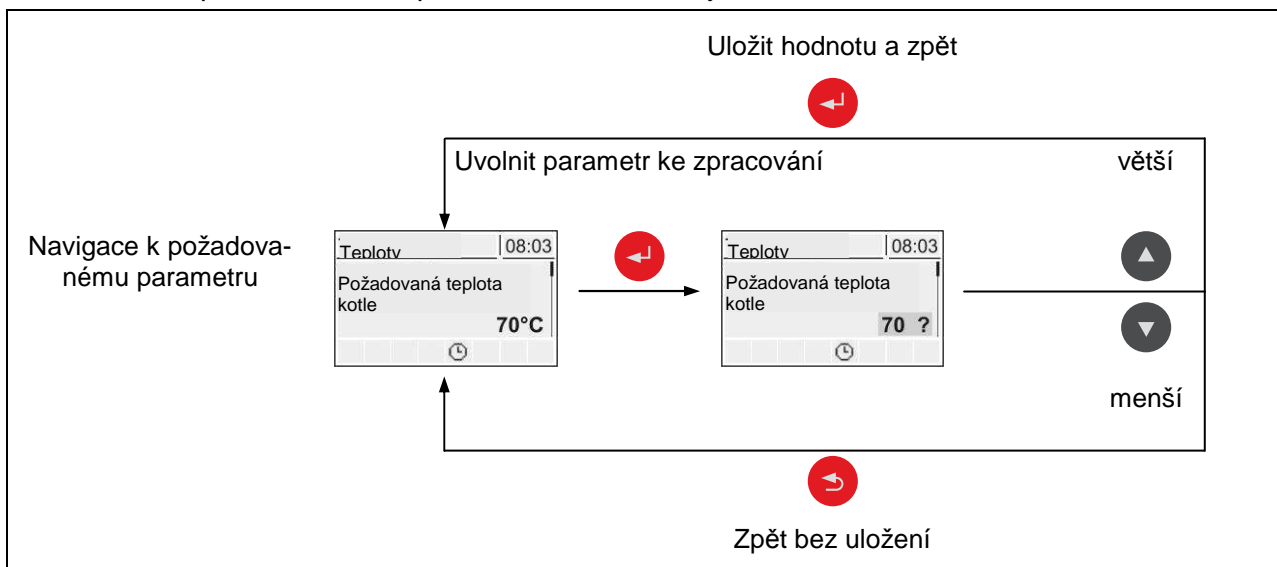 Uložit hodnotu a zpět
Uvolnit parametr ke zpracování
větší
Navigace k požadova-
nému parametru
Teploty
08:03
Požadovaná teplota
kotle
70°C
Teploty
08:03
Požadovaná teplota
kotle
70 ?
menší
Zpět bez uložení